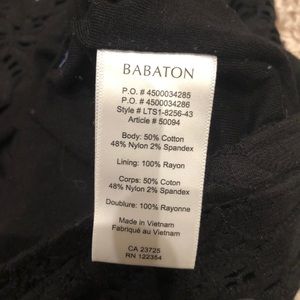 BABATON
P.O. # 4500034285
P.O. # 4500034286
Style # LTS1-8256-43
Article # 50094
Body: 50% Cotton
48% Nylon 2% Spandex
Lining: 100% Rayon
Corps: 50% Coton
48% Nylon 2% Spandex
Doublure: 100% Rayonne
Made in Vietnam
Fabriqué au Vietnam
CA 23725
RN 122354